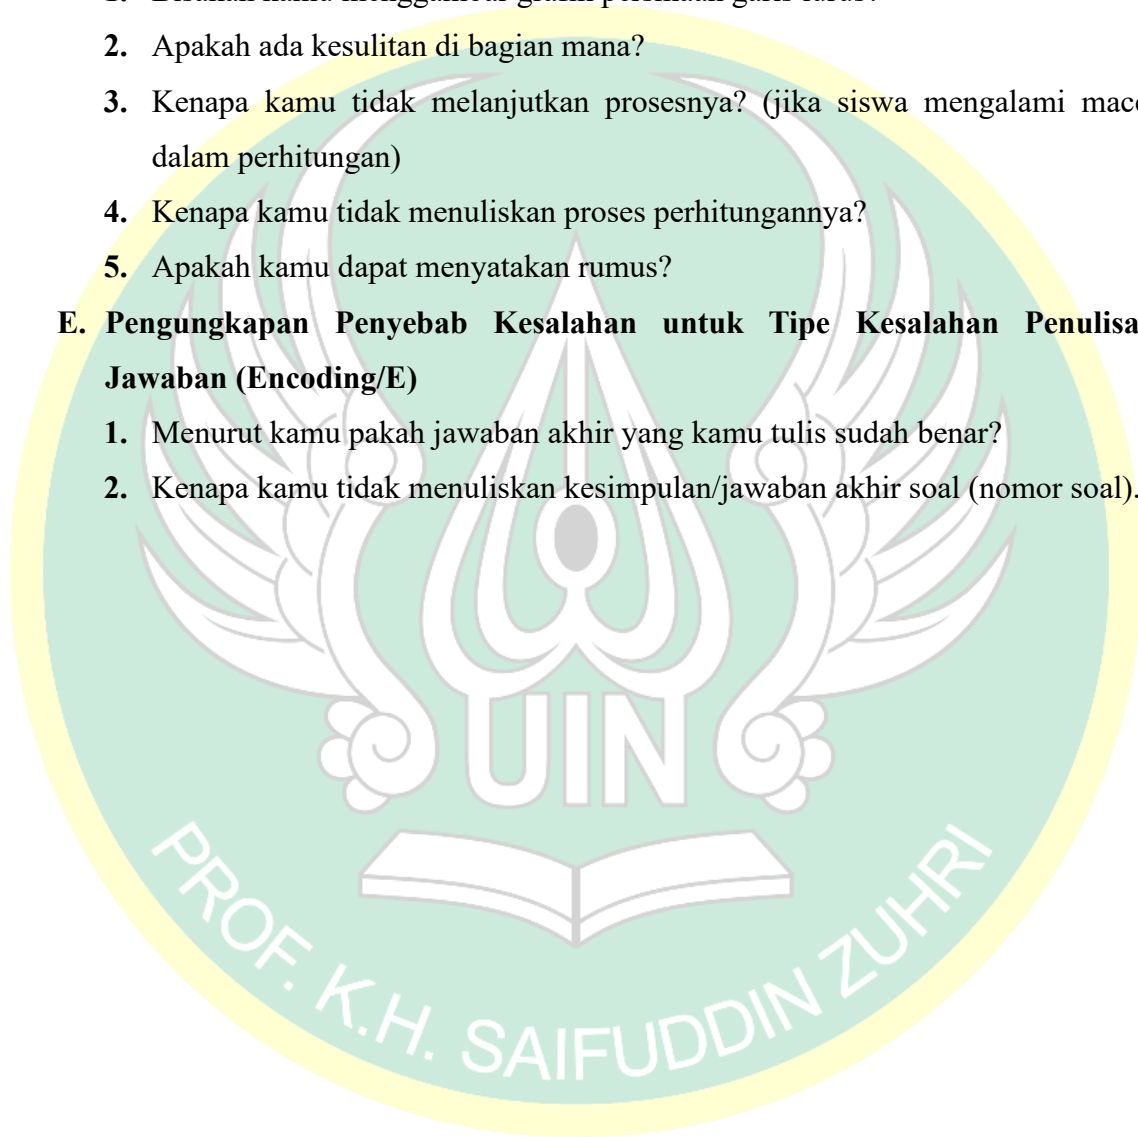 2. Apakah ada kesulitan di bagian mana?
3. Kenapa kamu tidak melanjutkan prosesnya? (jika siswa mengalami
dalam perhitungan)
4. Kenapa kamu tidak menuliskan proses perhitungannya?
5. Apakah kamu dapat menyatakan rumus?
E. Pengungkapan Penyebab Kesalahan untuk Tipe Kesalahan
Jawaban (Encoding/E)
1. Menurut kamu pakah jawaban akhir yang kamu tulis sudah benar?
2. Kenapa kamu tidak menuliskan kesimpulan/jawaban akhir soal (nomor soal).
UIN
PROF. K.H. SAIFUDDIN ZUHRI